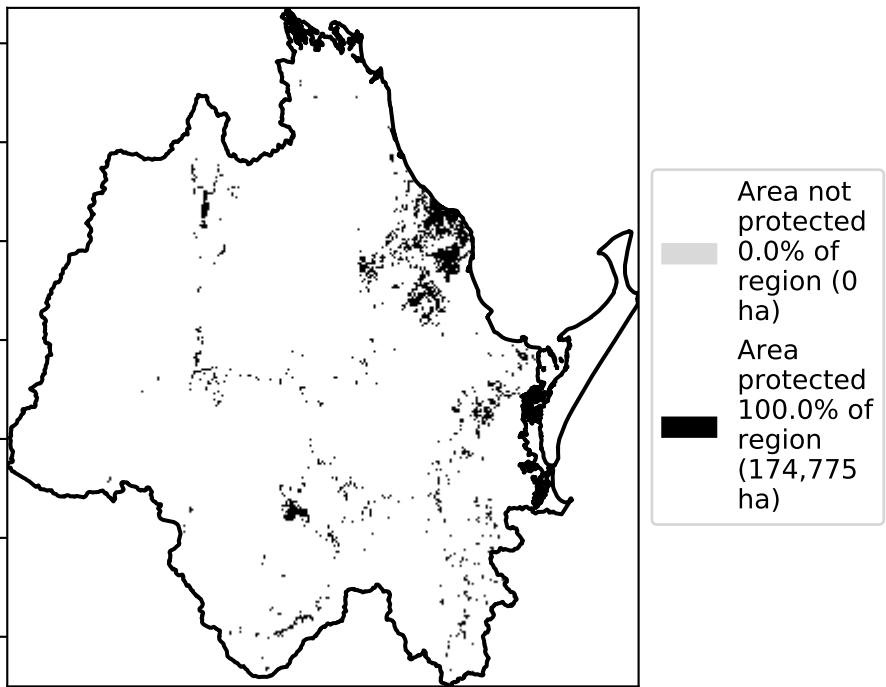 Area not
protected
0.0% of
region (0
ha)
Area
protected
100.0% of
region
(174,775
ha)